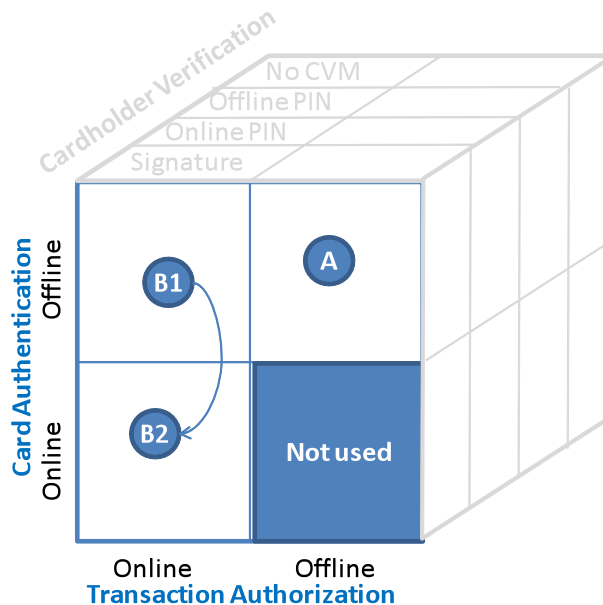 Cardholder Verification
No CVM
Offline PIN
Online PIN
Signature
Card Authentication
Offline
Online
B1
A
B2
Not used
Online
Offline
Transaction Authorization